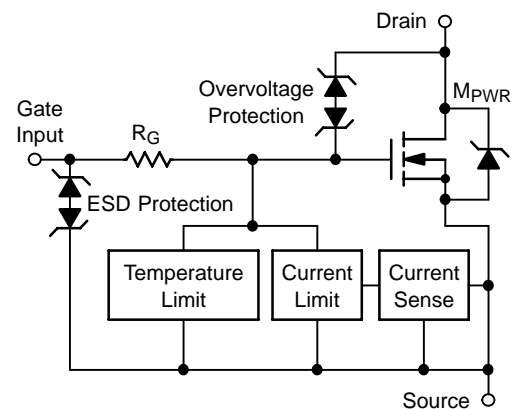 Drain
Overvoltage
Protection
MPWR
Gate
Input
RG
ESD Protection
Temperature
Limit
Current
Limit
Current
Sense
Source